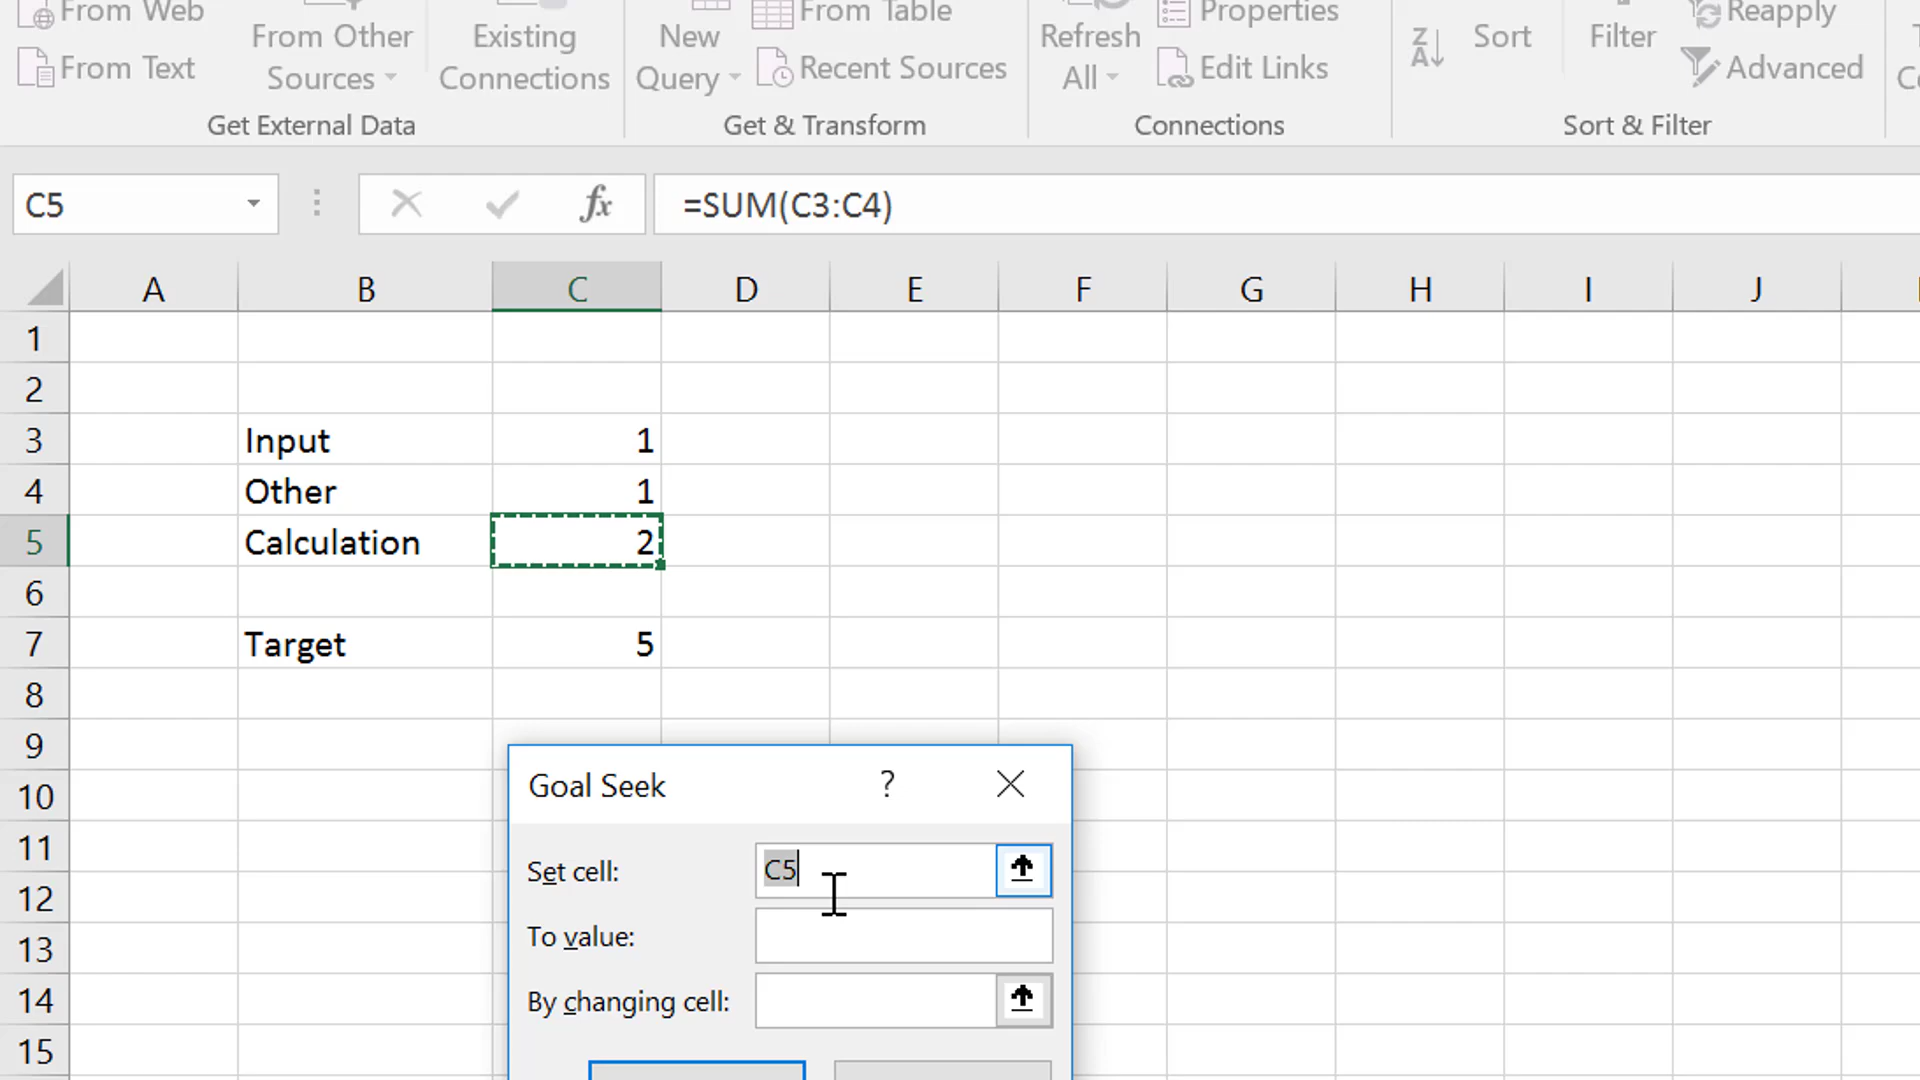 From Web
From Text
From Other
Sources
Existing
Connections
Get External Data
New
Query
From Table
Recent Sources
Get & Transform
Refresh
All
Properties
Edit Links
Connections
Z
A
Sort
Filter
Reapply
Advanced
Sort & Filter
C5
fx
=SUM(C3:C4)
A B C D E F G H I J
1
2
3 Input 1
4 Other 1
5 Calculation 2
6
7 Target 5
8
9
10
11
12
13
14
15
Goal Seek ?
Set cell: C5
To value:
By changing cell: